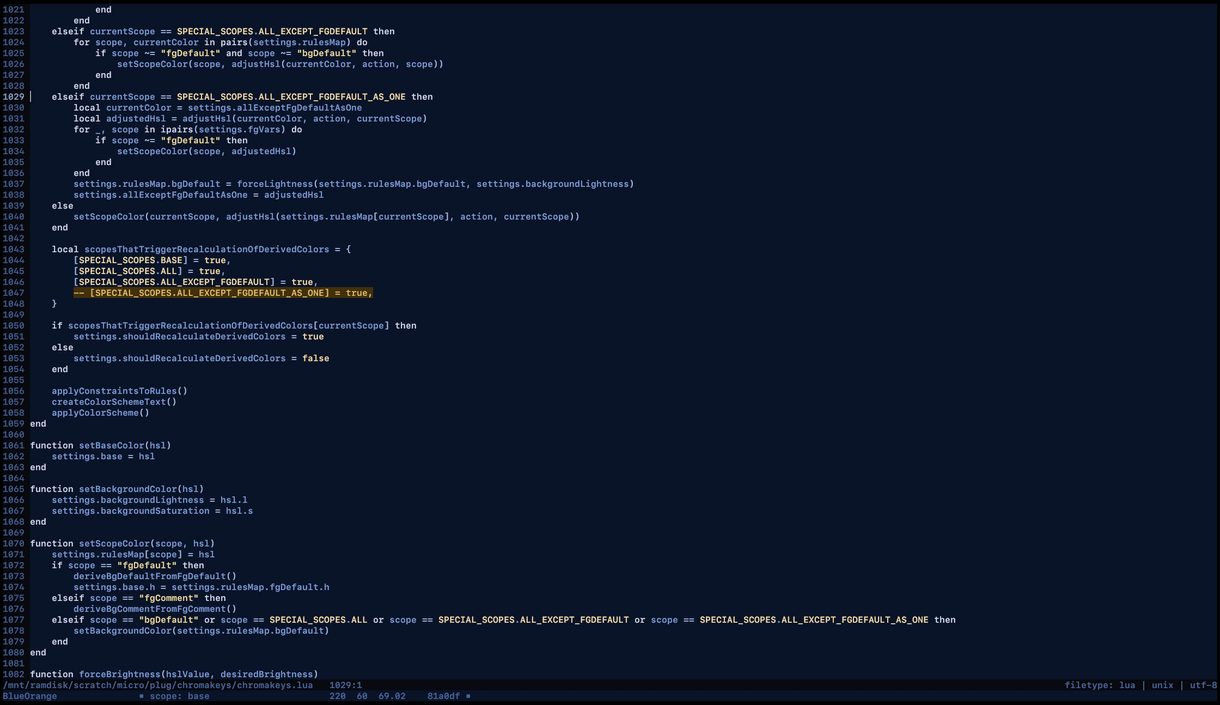 1021             end
1022         end
1023     elseif currentScope == SPECIAL_SCOPES.ALL_EXCEPT_FGDEFAULT then
1024         for scope, currentColor in pairs(settings.rulesMap) do
1025             if scope ~= "fgDefault" and scope ~= "bgDefault" then
1026                 setScopeColor(scope, adjustHsl(currentColor, action, scope))
1027             end
1028         end
1029     elseif currentScope == SPECIAL_SCOPES.ALL_EXCEPT_FGDEFAULT_AS_ONE then
1030         local currentColor = settings.allExceptFgDefaultAsOne
1031         local adjustedHsl = adjustHsl(currentColor, action, currentScope)
1032         for _, scope in ipairs(settings.fgVars) do
1033             if scope ~= "fgDefault" then
1034                 setScopeColor(scope, adjustedHsl)
1035             end
1036         end
1037         settings.rulesMap.bgDefault = forceLightness(settings.rulesMap.bgDefault, settings.backgroundLightness)
1038         settings.allExceptFgDefaultAsOne = adjustedHsl
1039     else
1040         setScopeColor(currentScope, adjustHsl(settings.rulesMap[currentScope], action, currentScope))
1041     end
1042
1043     local scopesThatTriggerRecalculationOfDerivedColors = {
1044         [SPECIAL_SCOPES.BASE] = true,
1045         [SPECIAL_SCOPES.ALL] = true,
1046         [SPECIAL_SCOPES.ALL_EXCEPT_FGDEFAULT] = true,
1047         -- [SPECIAL_SCOPES.ALL_EXCEPT_FGDEFAULT_AS_ONE] = true,
1048     }
1049
1050     if scopesThatTriggerRecalculationOfDerivedColors[currentScope] then
1051         settings.shouldRecalculateDerivedColors = true
1052     else
1053         settings.shouldRecalculateDerivedColors = false
1054     end
1055
1056     applyConstraintsToRules()
1057     createColorSchemeText()
1058     applyColorScheme()
1059 end
1060
1061 function setBaseColor(hsl)
1062     settings.base = hsl
1063 end
1064
1065 function setBackgroundColor(hsl)
1066     settings.backgroundLightness = hsl.l
1067     settings.backgroundSaturation = hsl.s
1068 end
1069
1070 function setScopeColor(scope, hsl)
1071     settings.rulesMap[scope] = hsl
1072     if scope == "fgDefault" then
1073         deriveBgDefaultFromFgDefault()
1074         settings.base.h = settings.rulesMap.fgDefault.h
1075     elseif scope == "fgComment" then
1076         deriveBgCommentFromFgComment()
1077     elseif scope == "bgDefault" or scope == SPECIAL_SCOPES.ALL or scope == SPECIAL_SCOPES.ALL_EXCEPT_FGDEFAULT or scope == SPECIAL_SCOPES.ALL_EXCEPT_FGDEFAULT_AS_ONE then
1078         setBackgroundColor(settings.rulesMap.bgDefault)
1079     end
1080 end
1081
1082 function forceBrightness(hslValue, desiredBrightness)
/mnt/ramdisk/scratch/micro/plug/chromakeys/chromakeys.lua   1029:1   filetype: lua | unix | utf-8
BlueOrange   * scope: base   220  60  69.02    81a0df *